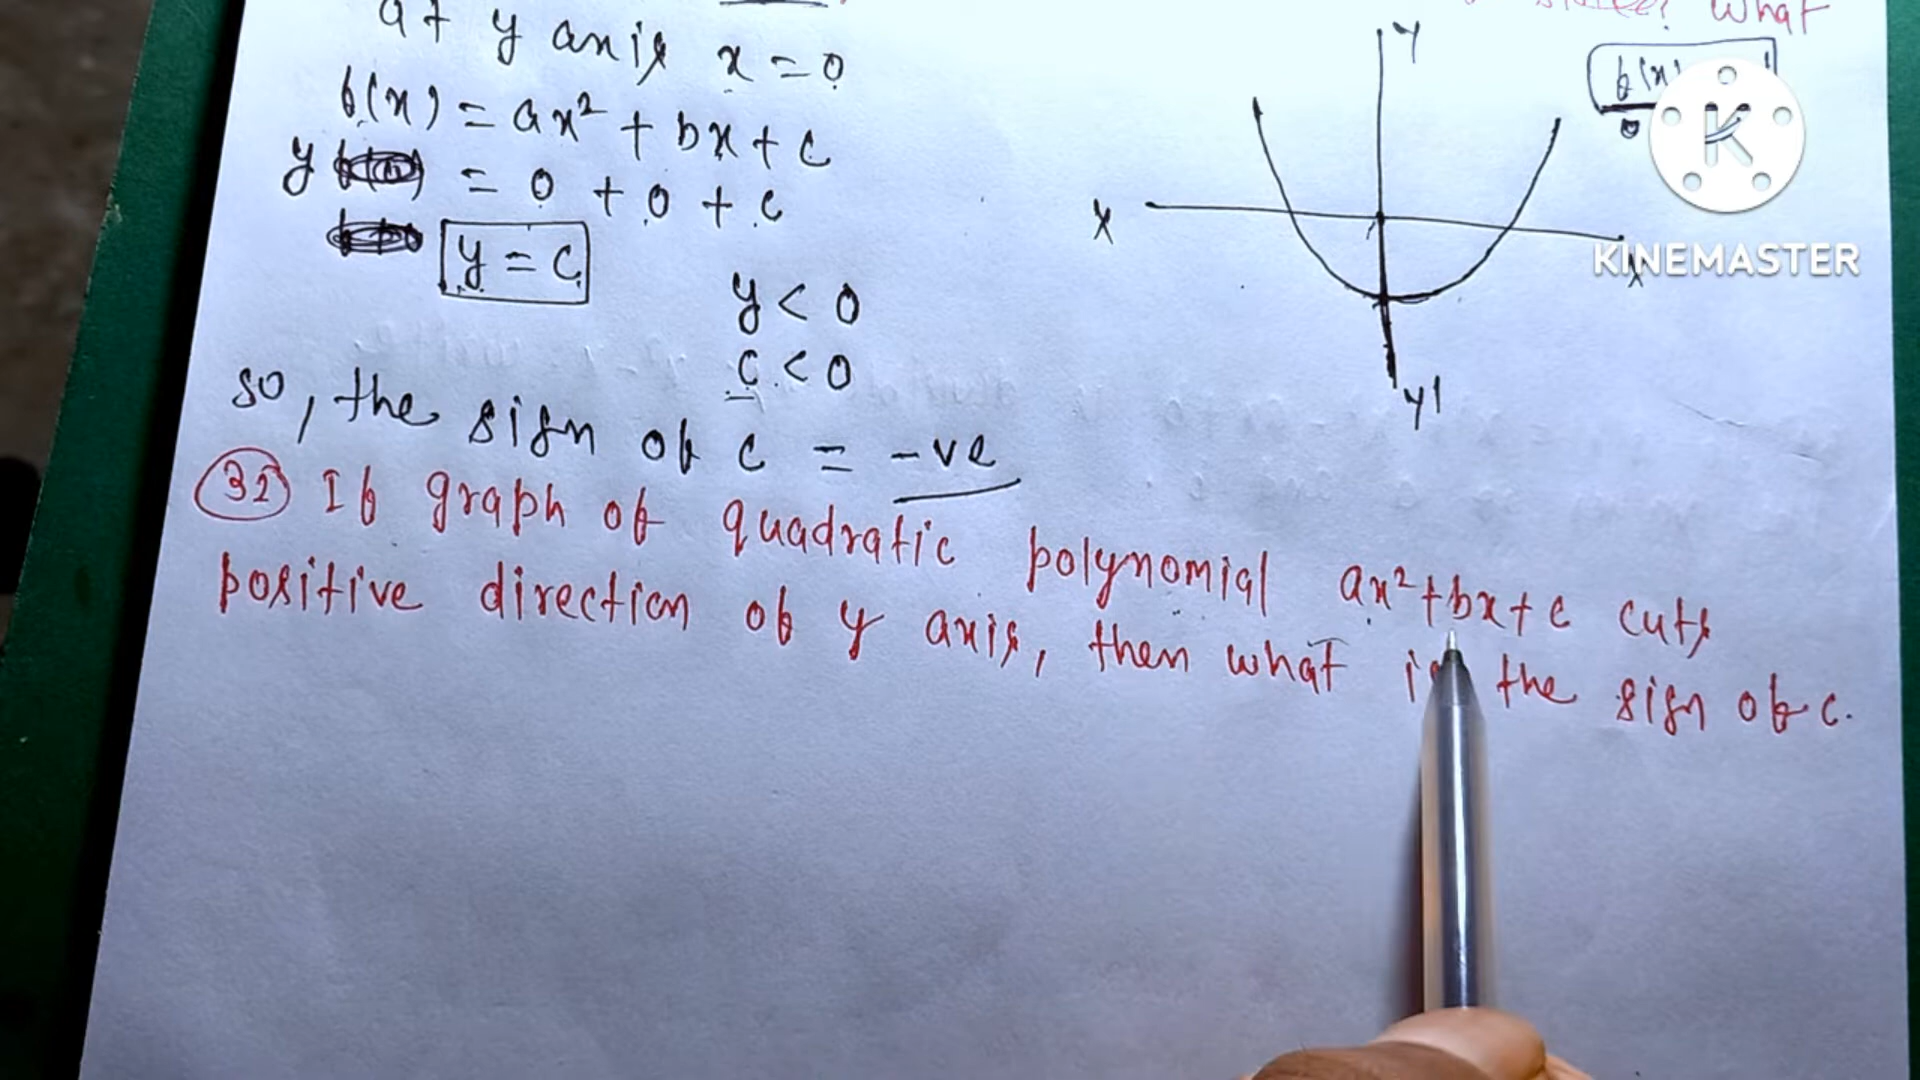 What
at y axis x = 0
f(x) = ax² + bx + c
y = 0 + 0 + c
y = c
y < 0
c < 0
so, the sign of c = -ve
Y
X
X'
Y'
f(x)
K
KINEMASTER
32 If graph of quadratic polynomial ax²+bx+c cuts
positive direction of y axis, then what is the sign of c.